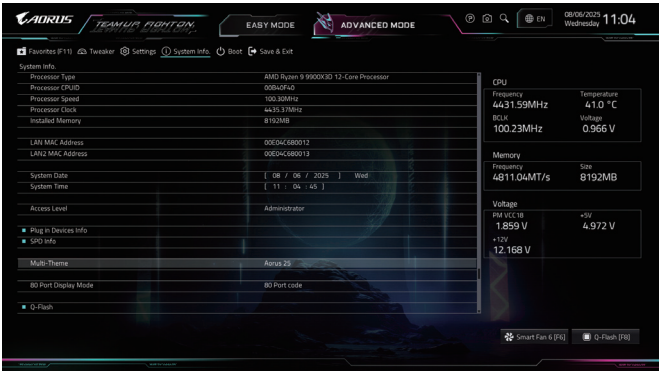 AORUS TEAM UP. FIGHT ON. EASY MODE ADVANCED MODE EN 08/06/2025 Wednesday 11:04
Favorites (F11) Tweaker Settings System Info. Boot Save & Exit
System Info.
Processor Type AMD Ryzen 9 9900X3D 12-Core Processor
Processor CPUID 00B40F40
Processor Speed 100.30MHz
Processor Clock 4435.37MHz
Installed Memory 8192MB
LAN MAC Address 00E04C680012
LAN2 MAC Address 00E04C680013
System Date [ 08 / 06 / 2025 ] Wed
System Time [ 11 : 04 : 45 ]
Access Level Administrator
Plug in Devices Info
SPD Info
Multi-Theme Aorus 25
80 Port Display Mode 80 Port code
Q-Flash
CPU
Frequency Temperature
4431.59MHz 41.0 °C
BCLK Voltage
100.23MHz 0.966 V
Memory
Frequency Size
4811.04MT/s 8192MB
Voltage
PM VCC18 +5V
1.859 V 4.972 V
+12V
12.168 V
Smart Fan 6 [F6] Q-Flash [F8]